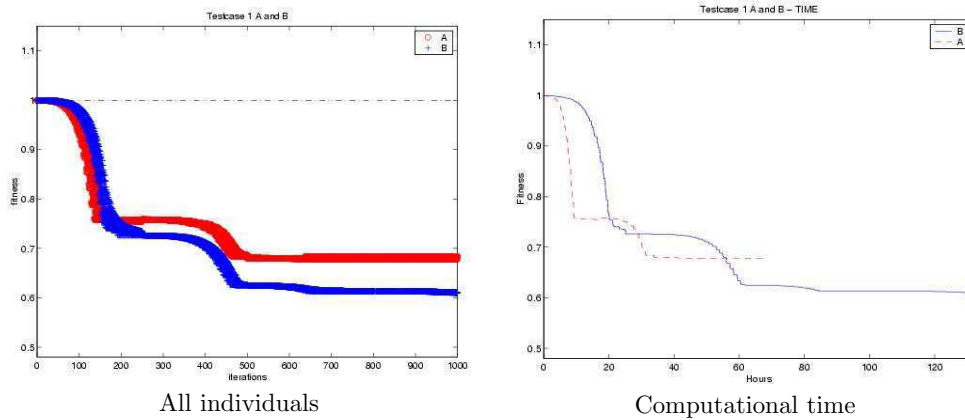 Testcase 1 A and B
A
B
1.1
1
0.9
0.8
0.7
0.6
0.5
fitness
0 100 200 300 400 500 600 700 800 900 1000
iterations
All individuals
Testcase 1 A and B – TIME
B
A
1.1
1
0.9
0.8
0.7
0.6
0.5
Fitness
0 20 40 60 80 100 120
Hours
Computational time